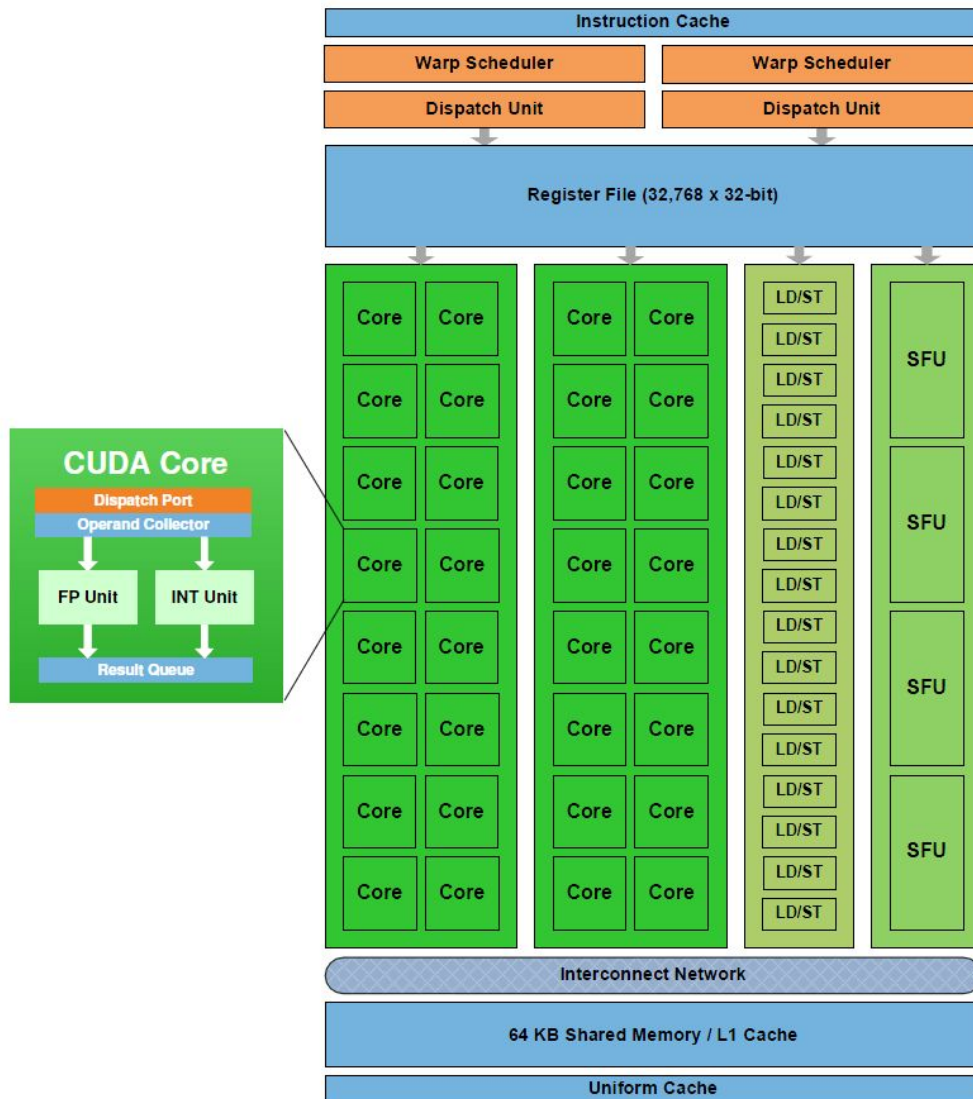 Instruction Cache
Warp Scheduler Warp Scheduler
Dispatch Unit Dispatch Unit
Register File (32,768 x 32-bit)
Core Core Core Core LD/ST
LD/ST
SFU
Core Core Core Core LD/ST
LD/ST
Core Core Core Core LD/ST
LD/ST
SFU
Core Core Core Core LD/ST
LD/ST
Core Core Core Core LD/ST
LD/ST
SFU
Core Core Core Core LD/ST
LD/ST
Core Core Core Core LD/ST
LD/ST
SFU
Core Core Core Core LD/ST
LD/ST
CUDA Core
Dispatch Port
Operand Collector
FP Unit INT Unit
Result Queue
Interconnect Network
64 KB Shared Memory / L1 Cache
Uniform Cache